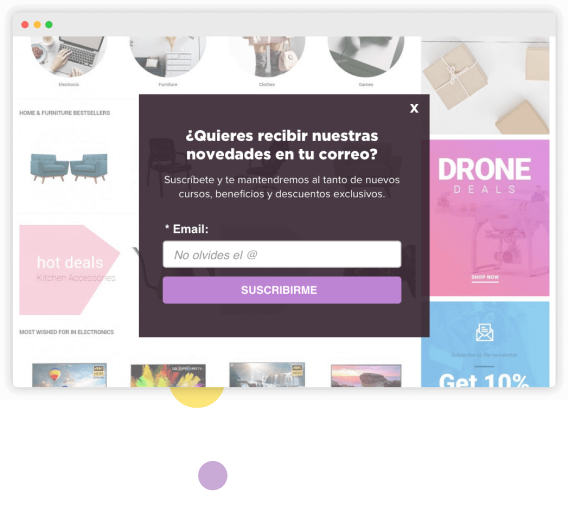 Electronic
Furniture
Clothes
Games
HOME & FURNITURE BESTSELLERS
X
¿Quieres recibir nuestras
novedades en tu correo?
Suscríbete y te mantendremos al tanto de nuevos
cursos, beneficios y descuentos exclusivos.
* Email:
No olvides el @
SUSCRIBIRME
DRONE
DEALS
SHOP NOW
hot deals
Kitchen Accessories
MOST WISHED FOR IN ELECTRONICS
Subscribe to the newsletter
Get 10%